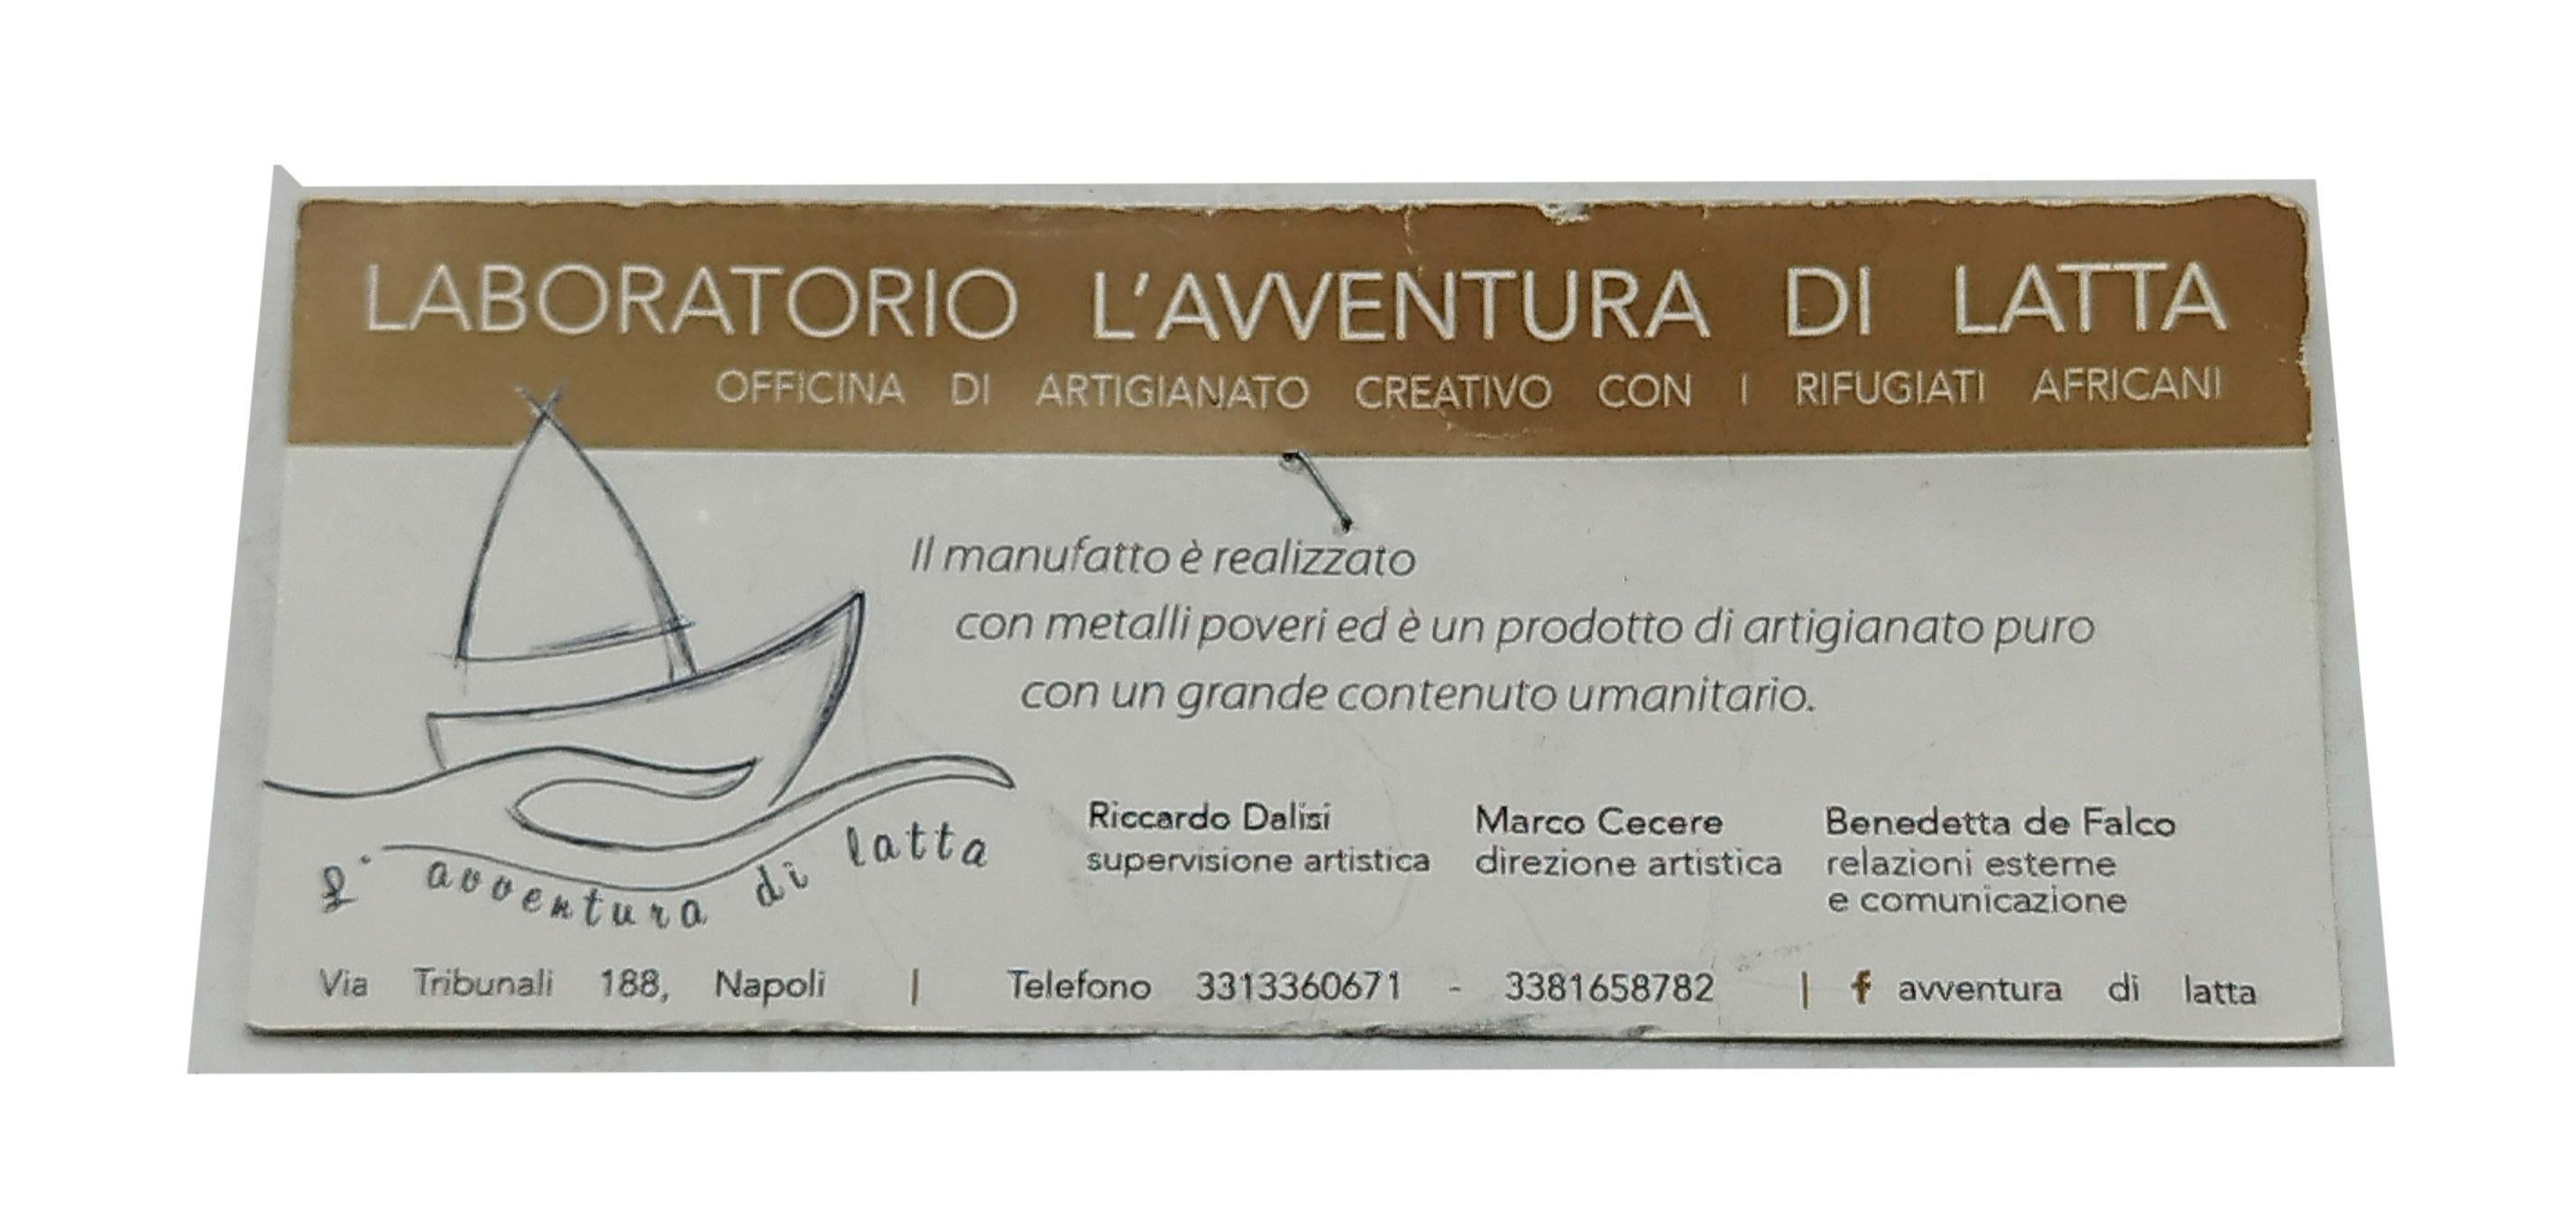 LABORATORIO L'AVVENTURA DI LATTA
OFFICINA DI ARTIGIANATO CREATIVO CON I RIFUGIATI AFRICANI
Il manufatto è realizzato
con metalli poveri ed è un prodotto di artigianato puro
con un grande contenuto umanitario.
Riccardo Dalisi
supervisione artistica
Marco Cecere
direzione artistica
Benedetta de Falco
relazioni esterne
e comunicazione
l' avventura di latta
Via Tribunali 188, Napoli | Telefono 3313360671 - 3381658782 | f avventura di latta